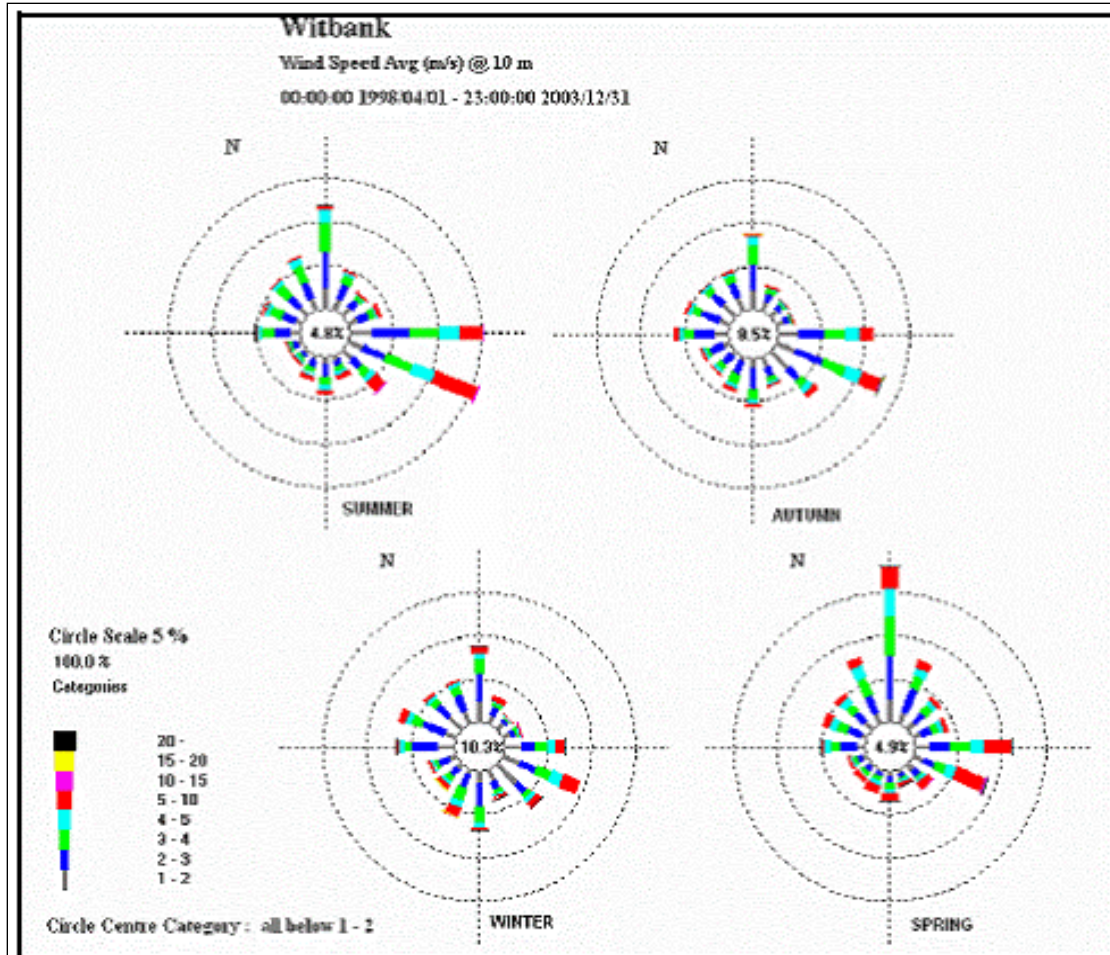 Witbank
Wind Speed Avg (m/s) @ 10 m
00:00:00 1998/04/01 - 23:00:00 2003/12/31
N
N
4.8%
9.5%
SUMMER
AUTUMN
N
N
10.3%
4.9%
Circle Scale 5 %
100.0 %
Categories
20 -
15 - 20
10 - 15
5 - 10
4 - 5
3 - 4
2 - 3
1 - 2
Circle Centre Category : all below 1 - 2
WINTER
SPRING